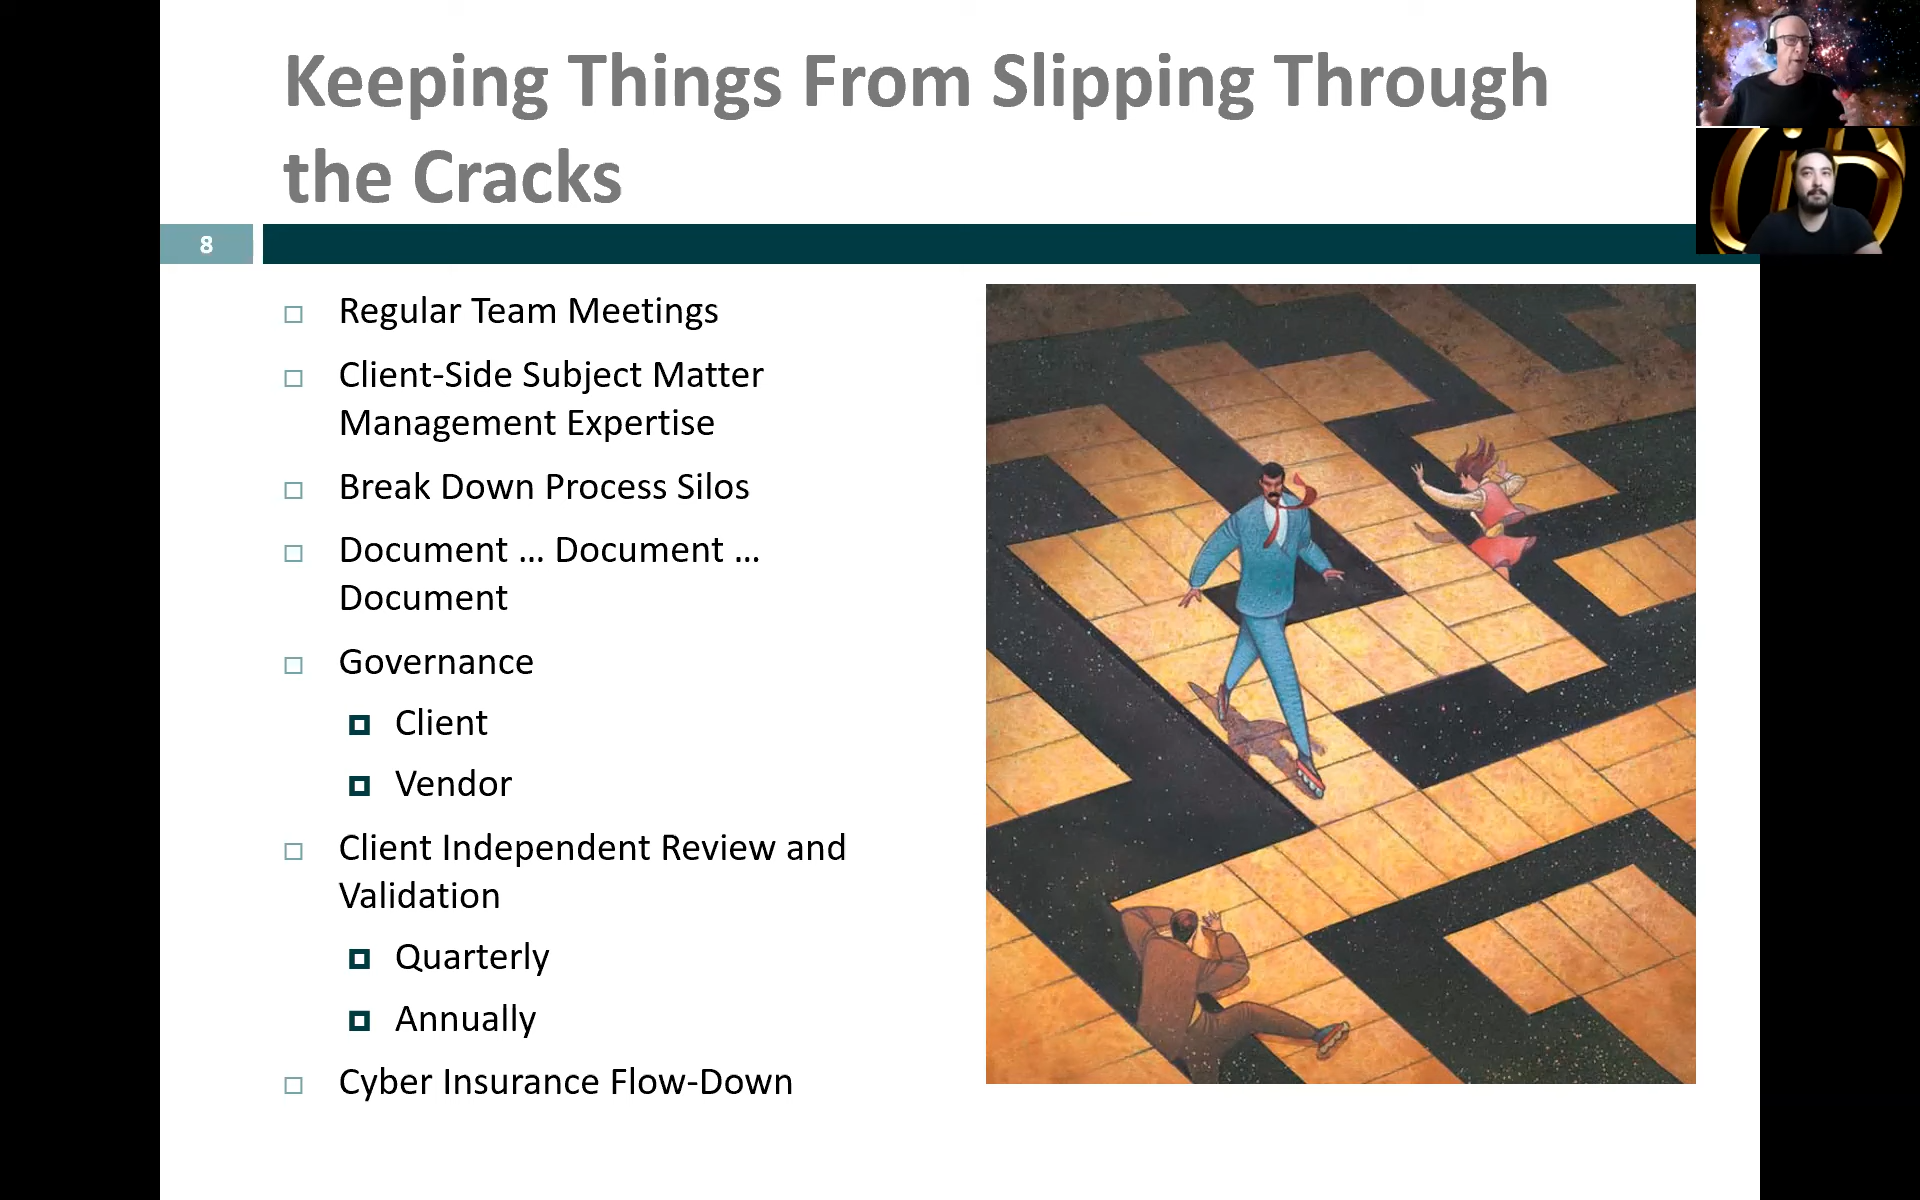 Keeping Things From Slipping Through
the Cracks
8
Regular Team Meetings
Client-Side Subject Matter
Management Expertise
Break Down Process Silos
Document ... Document ...
Document
Governance
Client
Vendor
Client Independent Review and
Validation
Quarterly
Annually
Cyber Insurance Flow-Down